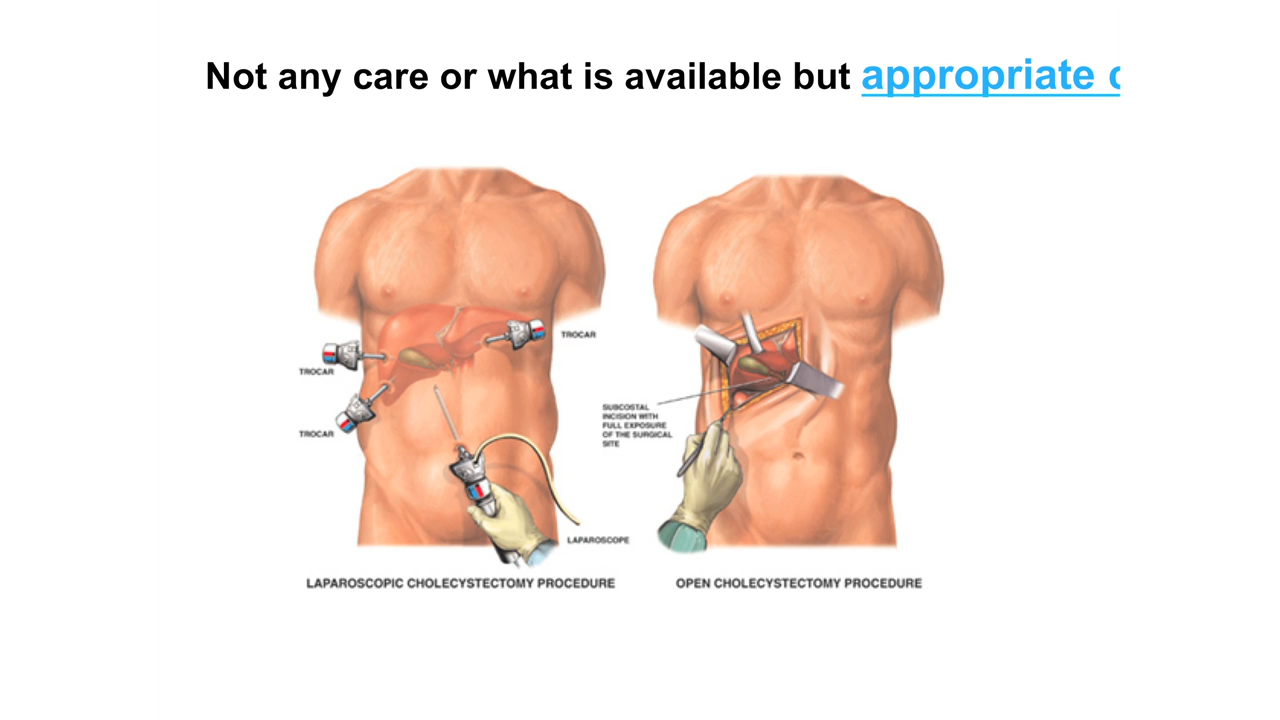 Not any care or what is available but appropriate c
TROCAR
TROCAR
TROCAR
LAPAROSCOPE
LAPAROSCOPIC CHOLECYSTECTOMY PROCEDURE
SUBCOSTAL
INCISION WITH
FULL EXPOSURE
OF THE SURGICAL
SITE
OPEN CHOLECYSTECTOMY PROCEDURE